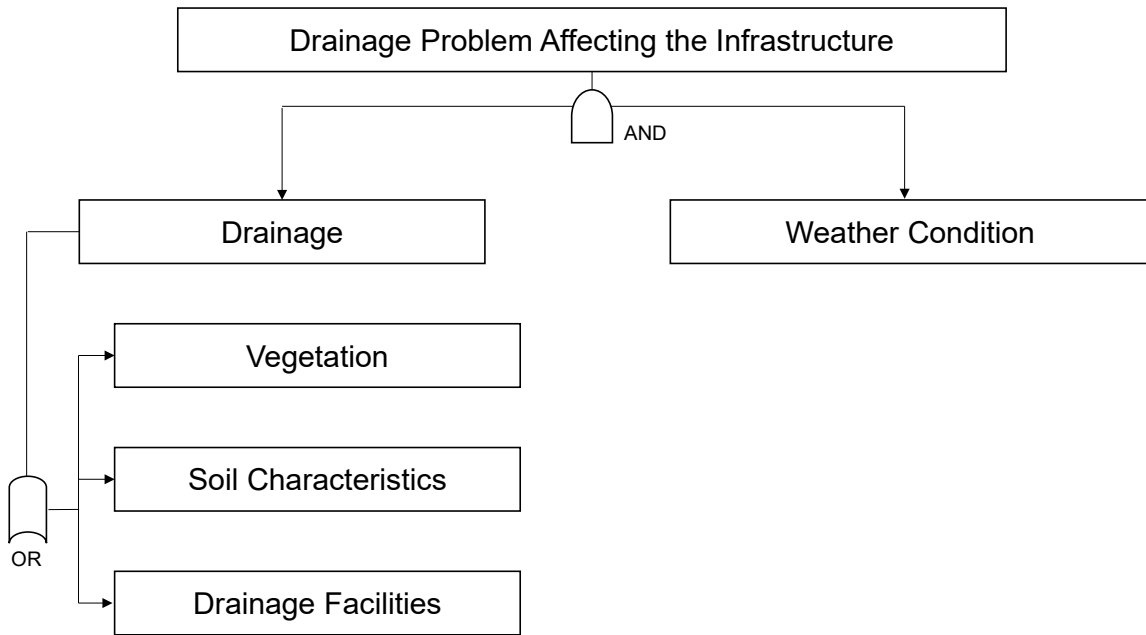 Drainage Problem Affecting the Infrastructure
AND
Drainage
Weather Condition
Vegetation
Soil Characteristics
OR
Drainage Facilities